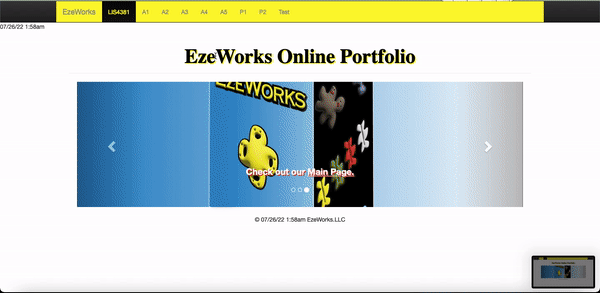 EzeWorks LIS4381 A1 A2 A3 A4 A5 P1 P2 Test
07/26/22 1:58am
EzeWorks Online Portfolio
EZEWORKS
Check out our Main Page.
© 07/26/22 1:58am EzeWorks.LLC